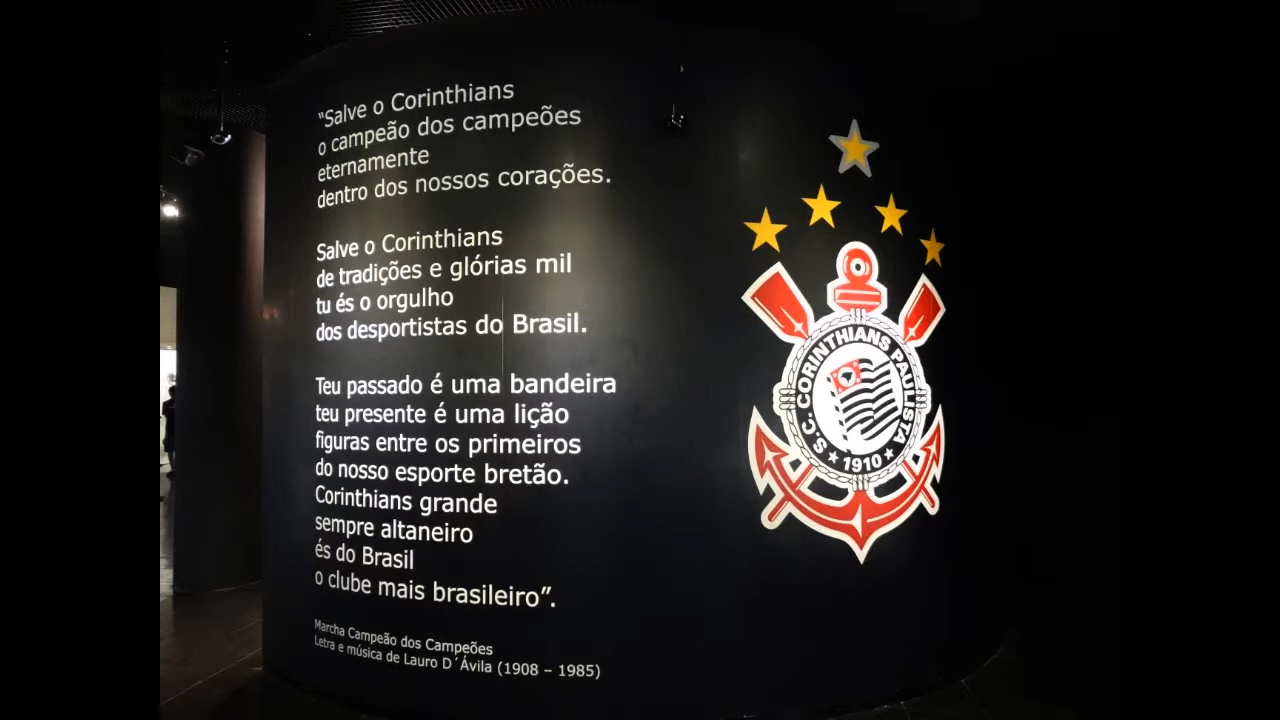 “Salve o Corinthians
o campeão dos campeões
eternamente
dentro dos nossos corações.
Salve o Corinthians
de tradições e glórias mil
tu és o orgulho
dos desportistas do Brasil.
Teu passado é uma bandeira
teu presente é uma lição
figuras entre os primeiros
do nosso esporte bretão.
Corinthians grande
sempre altaneiro
és do Brasil
o clube mais brasileiro”.
Marcha Campeão dos Campeões
Letra e música de Lauro D´Ávila (1908 – 1985)
S.C. CORINTHIANS PAULISTA
1910